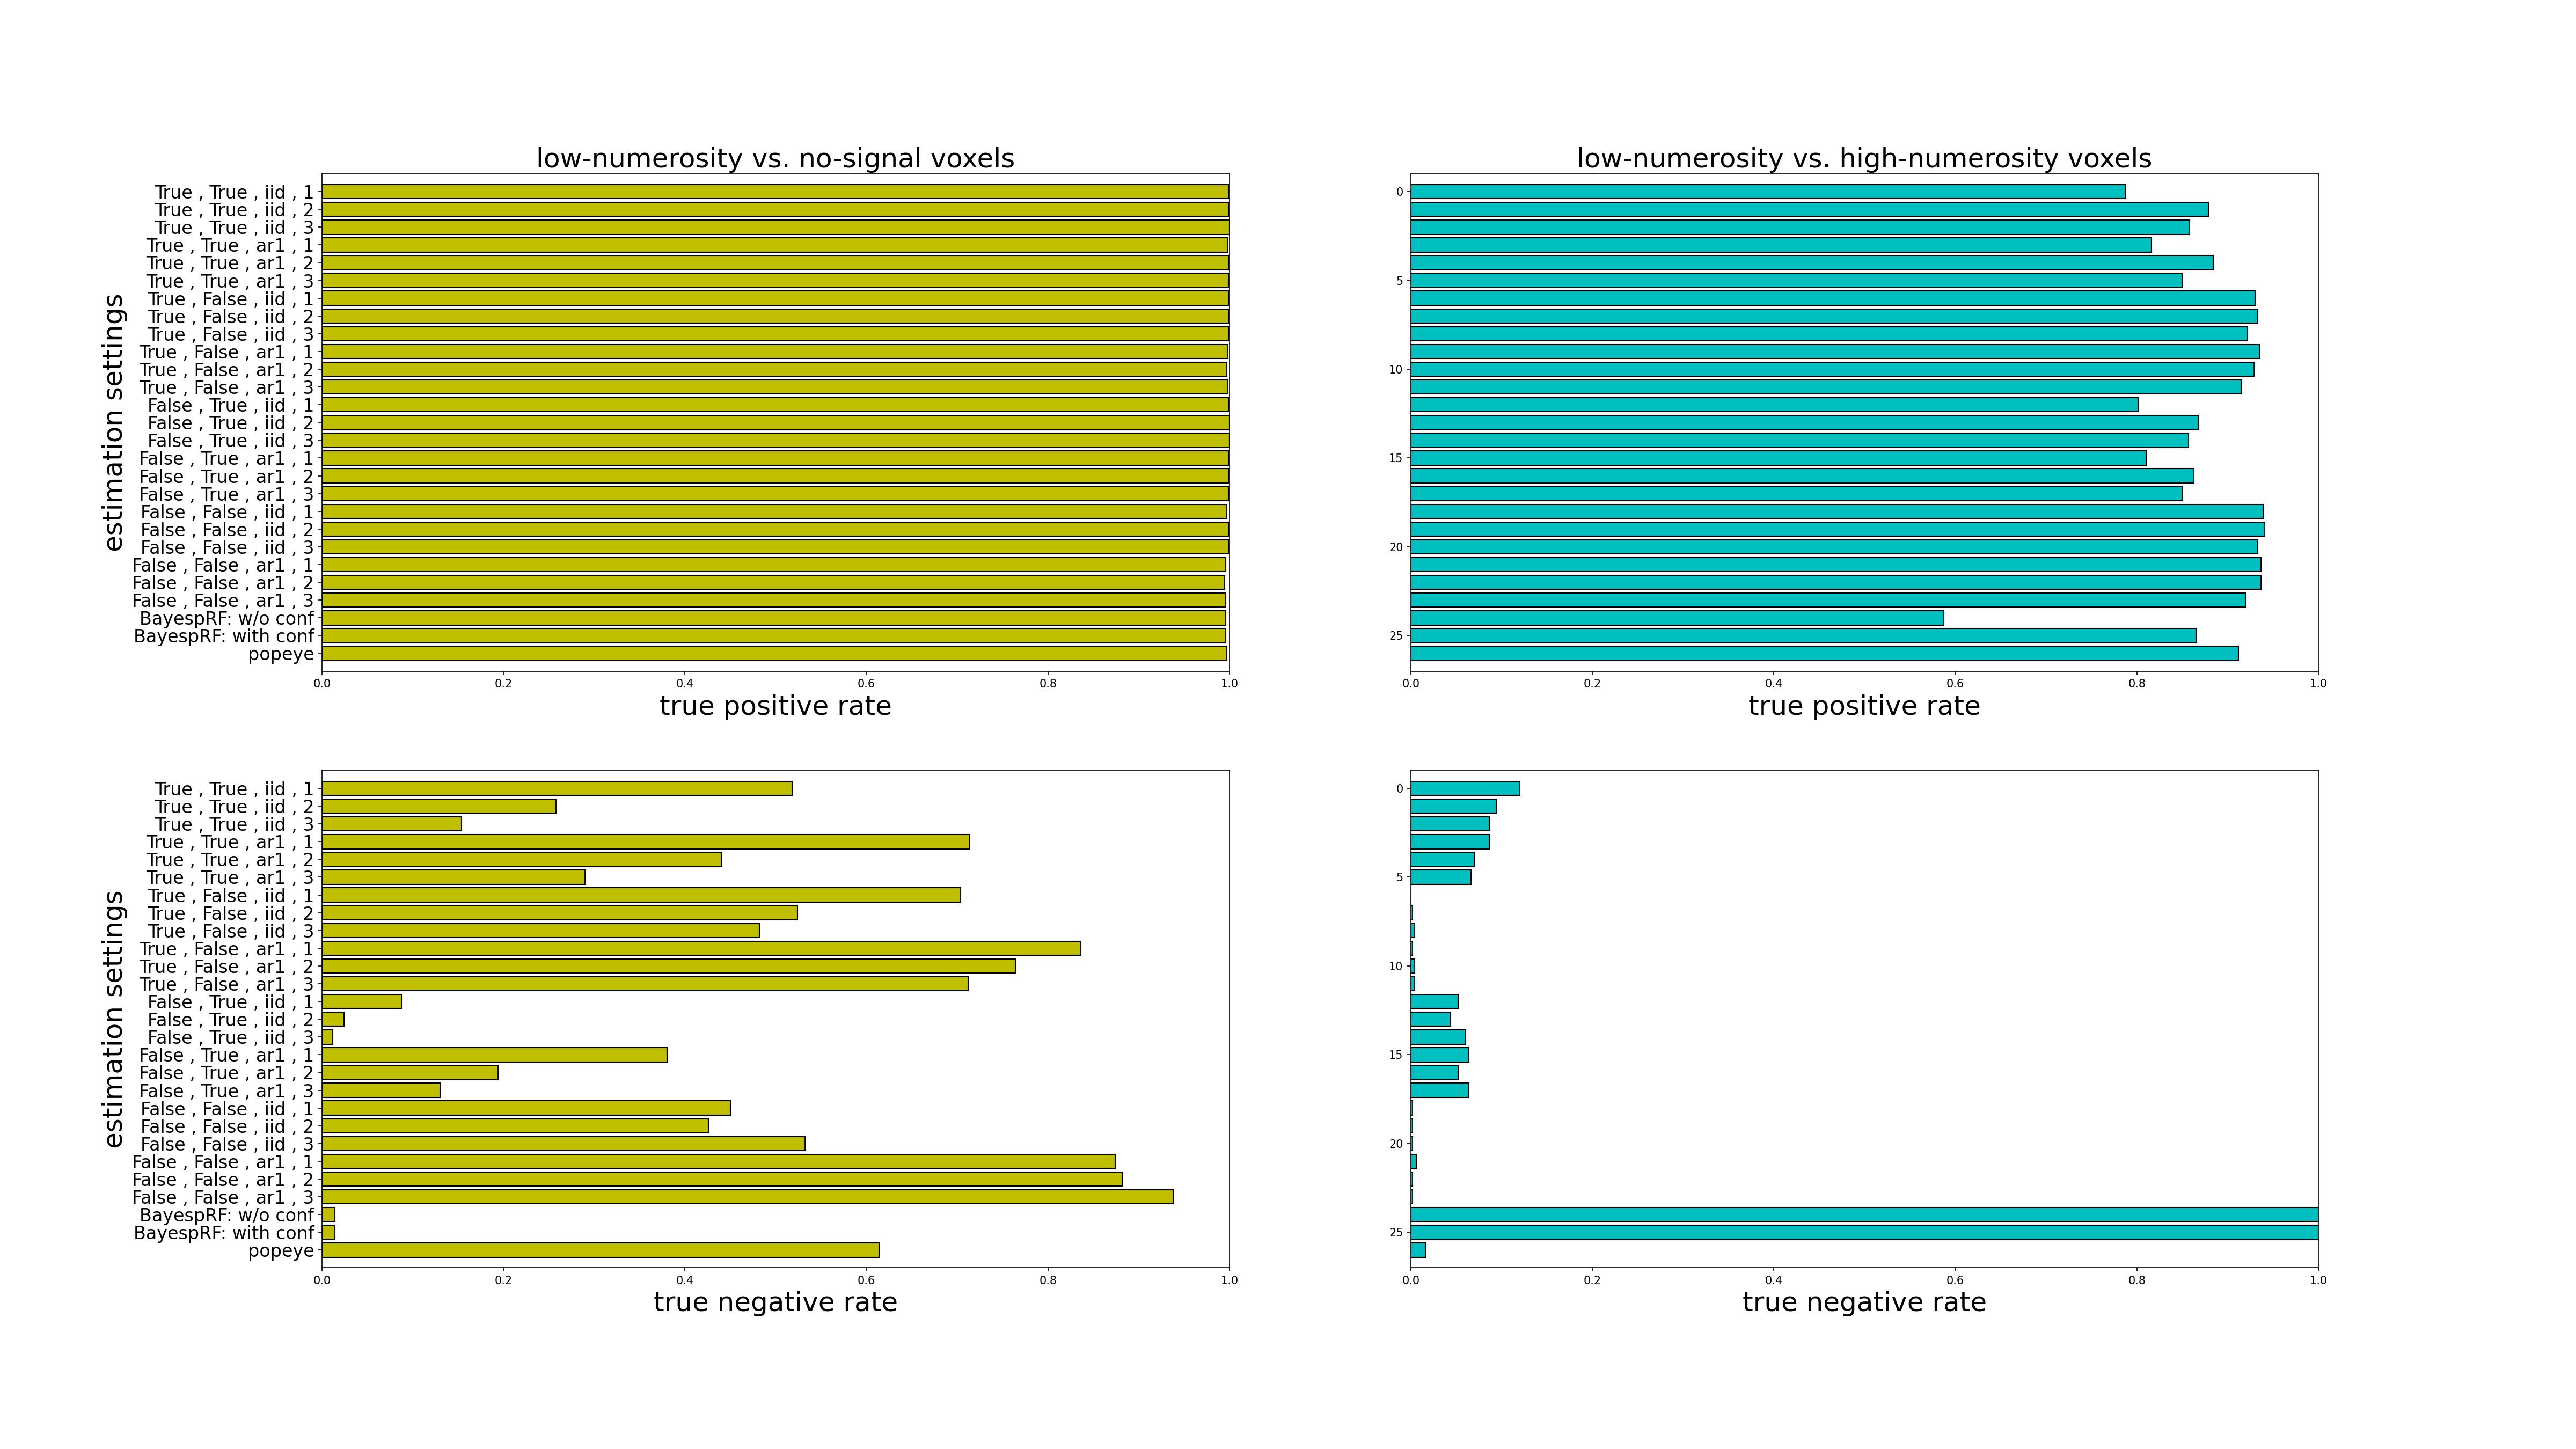 low-numerosity vs. no-signal voxels
estimation settings
True , True , iid , 1
True , True , iid , 2
True , True , iid , 3
True , True , ar1 , 1
True , True , ar1 , 2
True , True , ar1 , 3
True , False , iid , 1
True , False , iid , 2
True , False , iid , 3
True , False , ar1 , 1
True , False , ar1 , 2
True , False , ar1 , 3
False , True , iid , 1
False , True , iid , 2
False , True , iid , 3
False , True , ar1 , 1
False , True , ar1 , 2
False , True , ar1 , 3
False , False , iid , 1
False , False , iid , 2
False , False , iid , 3
False , False , ar1 , 1
False , False , ar1 , 2
False , False , ar1 , 3
BayespRF: w/o conf
BayespRF: with conf
popeye
0.0 0.2 0.4 0.6 0.8 1.0
true positive rate
low-numerosity vs. high-numerosity voxels
0
5
10
15
20
25
0.0 0.2 0.4 0.6 0.8 1.0
true positive rate
estimation settings
True , True , iid , 1
True , True , iid , 2
True , True , iid , 3
True , True , ar1 , 1
True , True , ar1 , 2
True , True , ar1 , 3
True , False , iid , 1
True , False , iid , 2
True , False , iid , 3
True , False , ar1 , 1
True , False , ar1 , 2
True , False , ar1 , 3
False , True , iid , 1
False , True , iid , 2
False , True , iid , 3
False , True , ar1 , 1
False , True , ar1 , 2
False , True , ar1 , 3
False , False , iid , 1
False , False , iid , 2
False , False , iid , 3
False , False , ar1 , 1
False , False , ar1 , 2
False , False , ar1 , 3
BayespRF: w/o conf
BayespRF: with conf
popeye
0.0 0.2 0.4 0.6 0.8 1.0
true negative rate
0
5
10
15
20
25
0.0 0.2 0.4 0.6 0.8 1.0
true negative rate